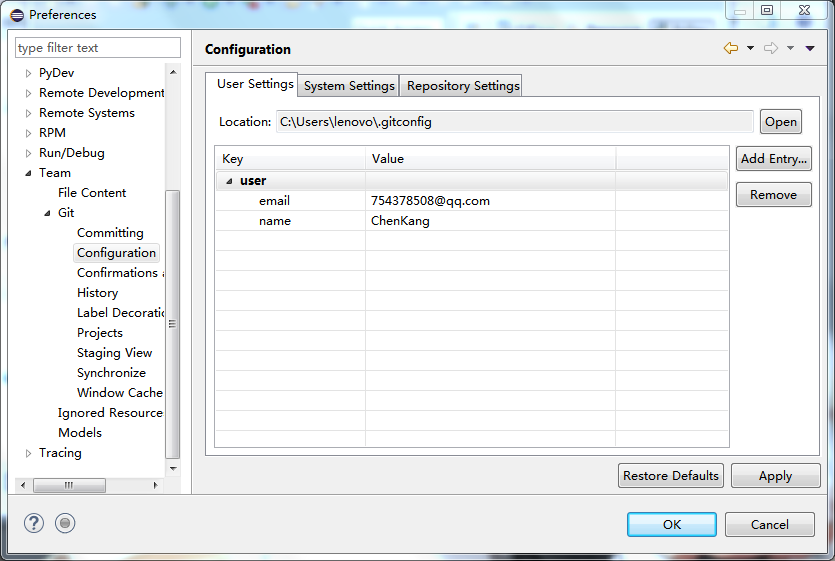 Preferences
type filter text
PyDev
Remote Development
Remote Systems
RPM
Run/Debug
Team
File Content
Git
Committing
Configuration
Confirmations a
History
Label Decoratio
Projects
Staging View
Synchronize
Window Cache
Ignored Resource
Models
Tracing
Configuration
User Settings
System Settings
Repository Settings
Location:
C:\Users\lenovo\.gitconfig
Open
Key
Value
Add Entry...
user
Remove
email
754378508@qq.com
name
ChenKang
Restore Defaults
Apply
?
OK
Cancel